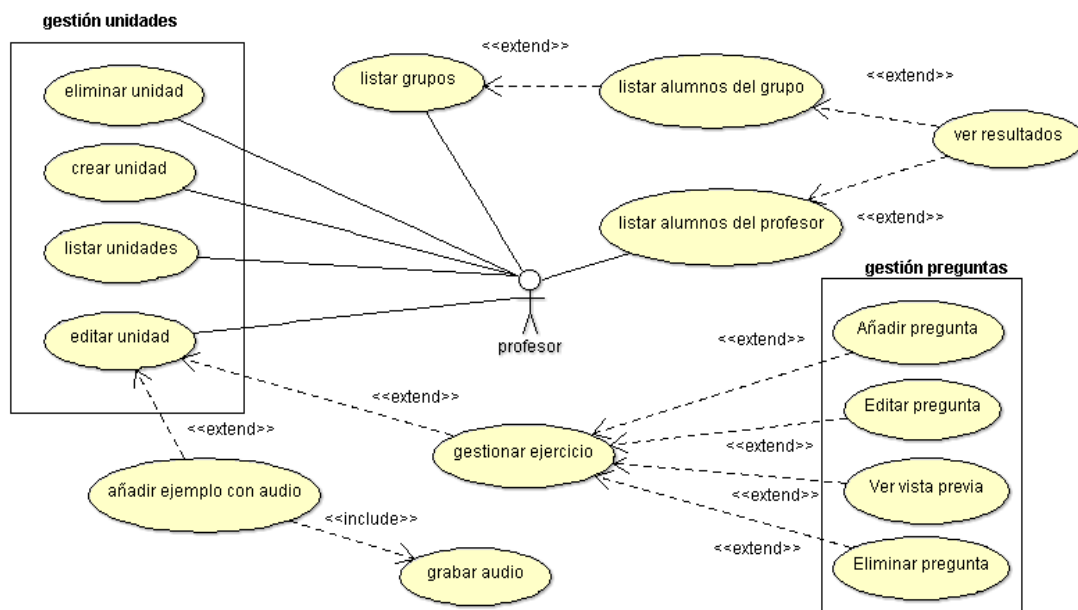 gestión unidades
eliminar unidad
crear unidad
listar unidades
editar unidad
listar grupos
<<extend>>
listar alumnos del grupo
<<extend>>
ver resultados
listar alumnos del profesor
<<extend>>
profesor
gestión preguntas
Añadir pregunta
<<extend>>
Editar pregunta
<<extend>>
Ver vista previa
<<extend>>
Eliminar pregunta
<<extend>>
gestionar ejercicio
<<extend>>
<<extend>>
añadir ejemplo con audio
<<include>>
grabar audio